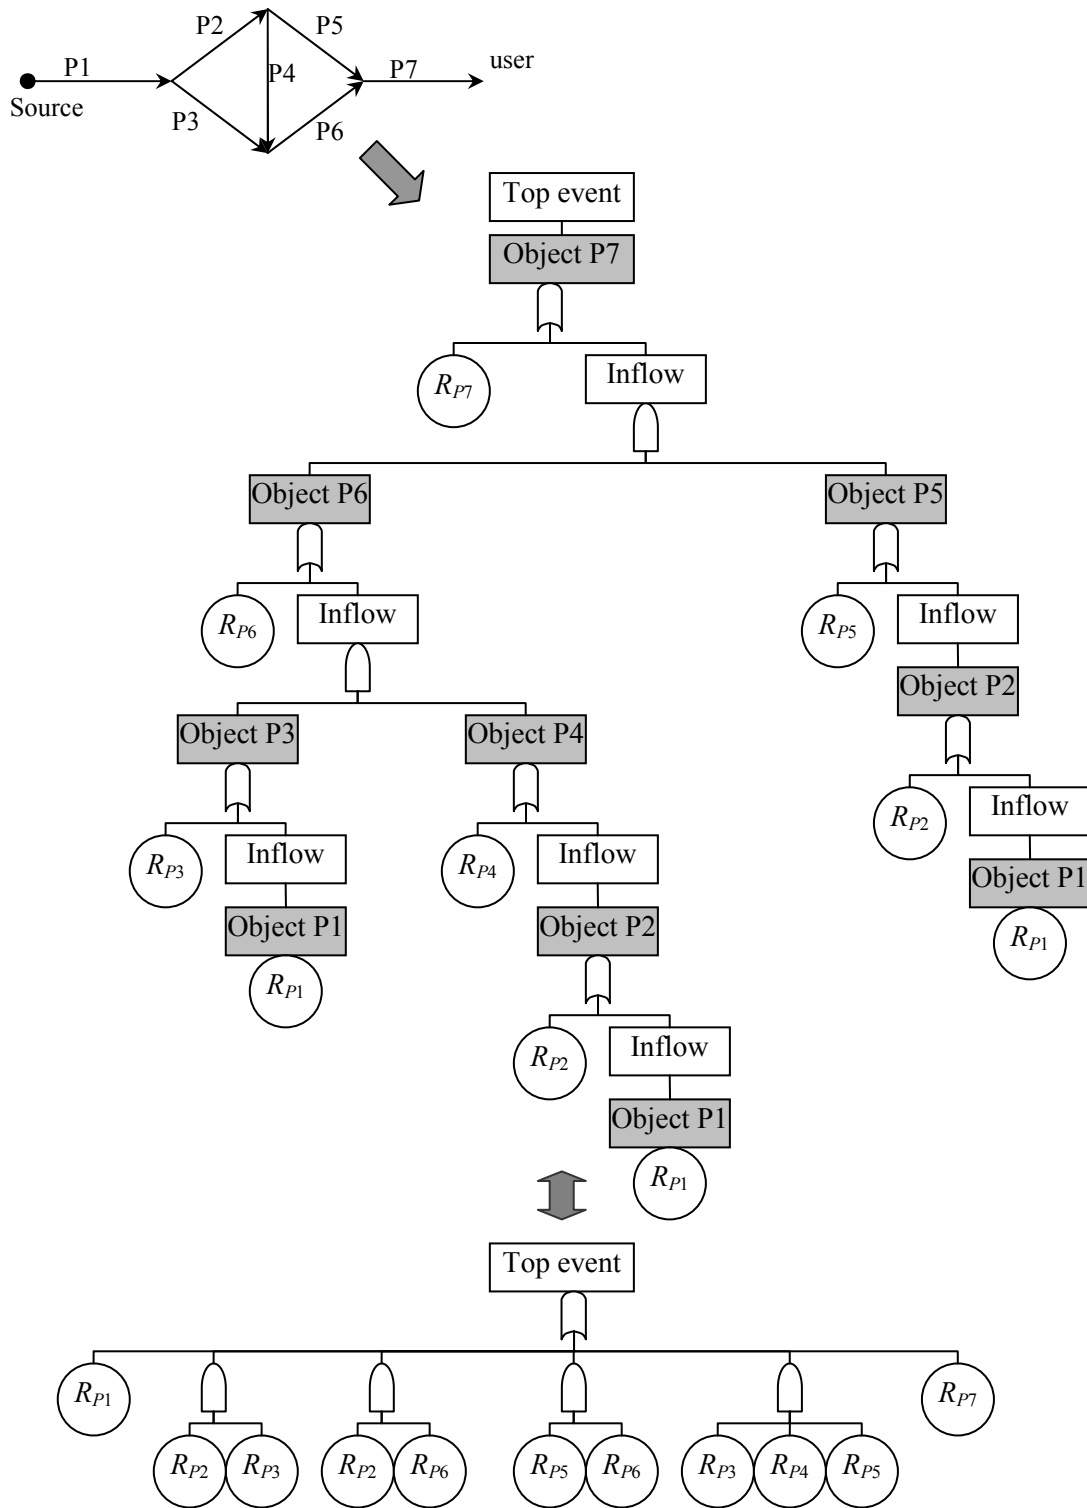 P2
P5
user
P1
P4
P7
Source
P3
P6
Top event
Object P7
RP7
Inflow
Object P6
Object P5
RP6
Inflow
RP5
Inflow
Object P2
Object P3
Object P4
RP2
Inflow
RP3
Inflow
RP4
Inflow
Object P1
Object P1
Object P2
RP1
RP1
RP2
Inflow
Object P1
RP1
Top event
RP1
RP7
RP2
RP3
RP2
RP6
RP5
RP6
RP3
RP4
RP5